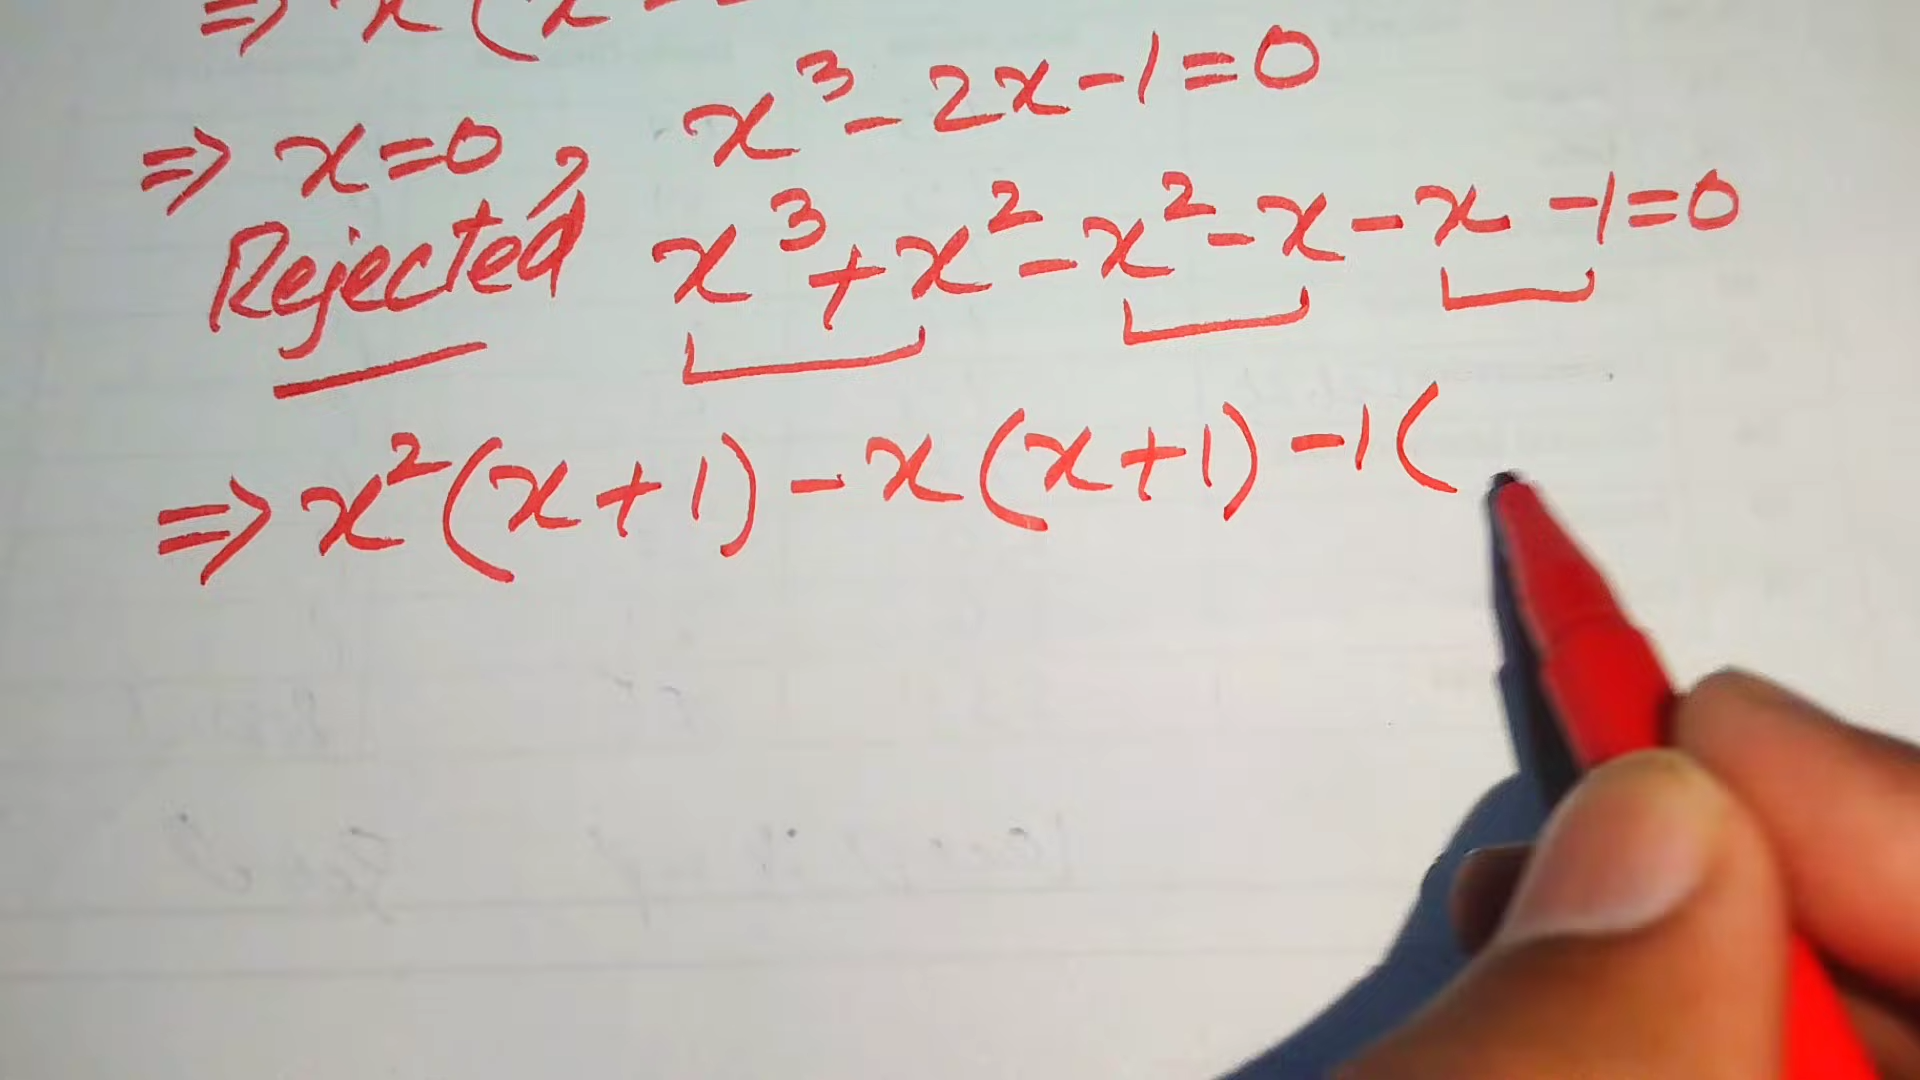 ⇒ x(x
⇒ x=0, x³-2x-1=0
Rejected x³+x²-x²-x-x-1=0
⇒ x²(x+1)-x(x+1)-1(